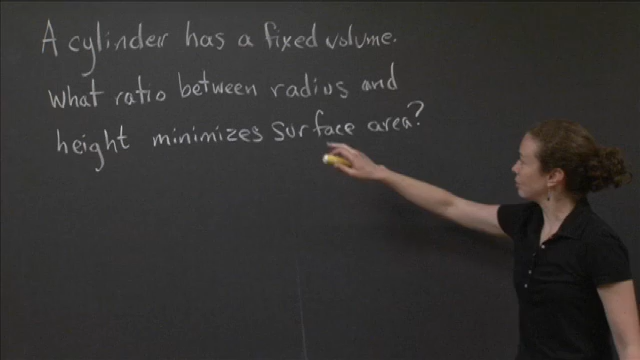 A cylinder has a fixed volume.
What ratio between radius and
height minimizes surface area?